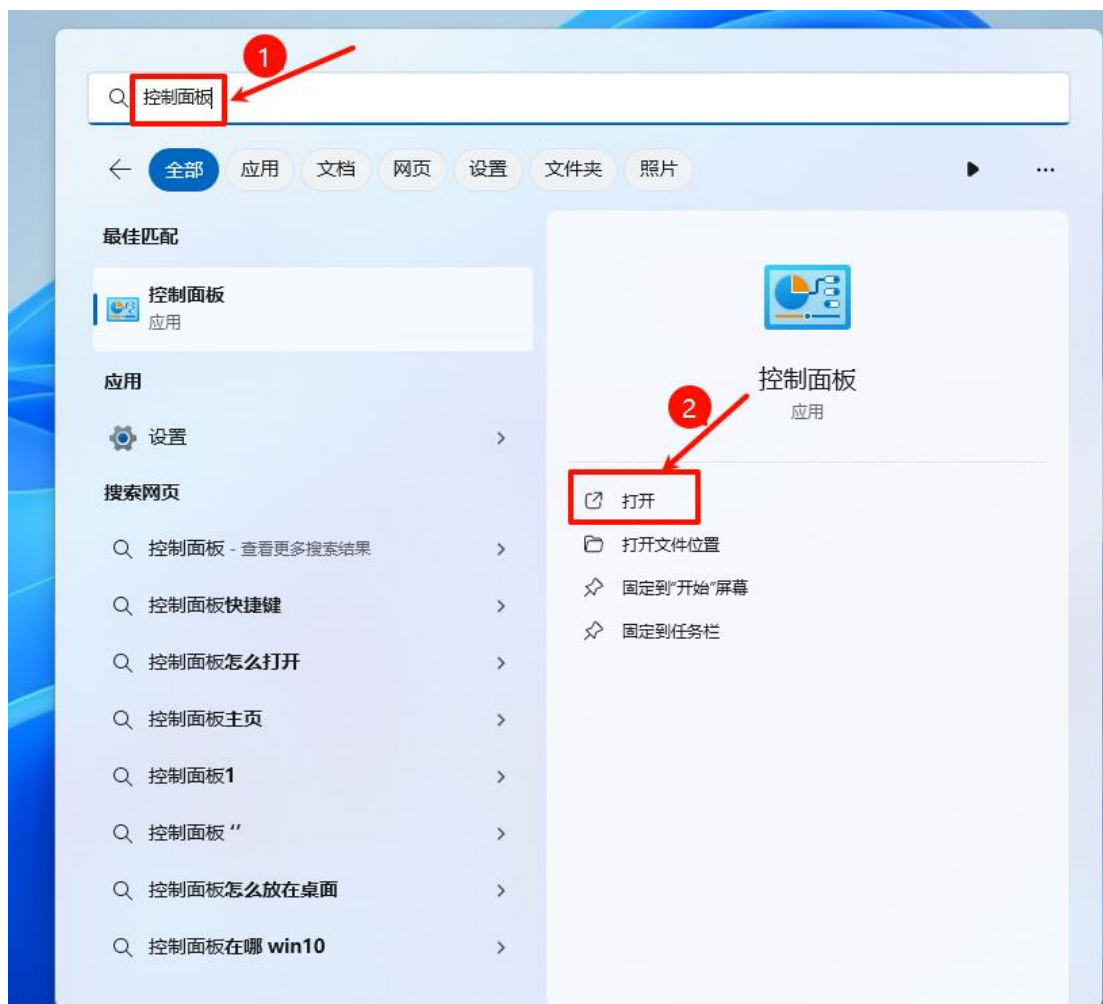 1
控制面板
全部 应用 文档 网页 设置 文件夹 照片
最佳匹配
控制面板
应用
应用
设置
搜索网页
控制面板 - 查看更多搜索结果
控制面板快捷键
控制面板怎么打开
控制面板主页
控制面板1
控制面板 ''
控制面板怎么放在桌面
控制面板在哪 win10
控制面板
应用
2
打开
打开文件位置
固定到"开始"屏幕
固定到任务栏